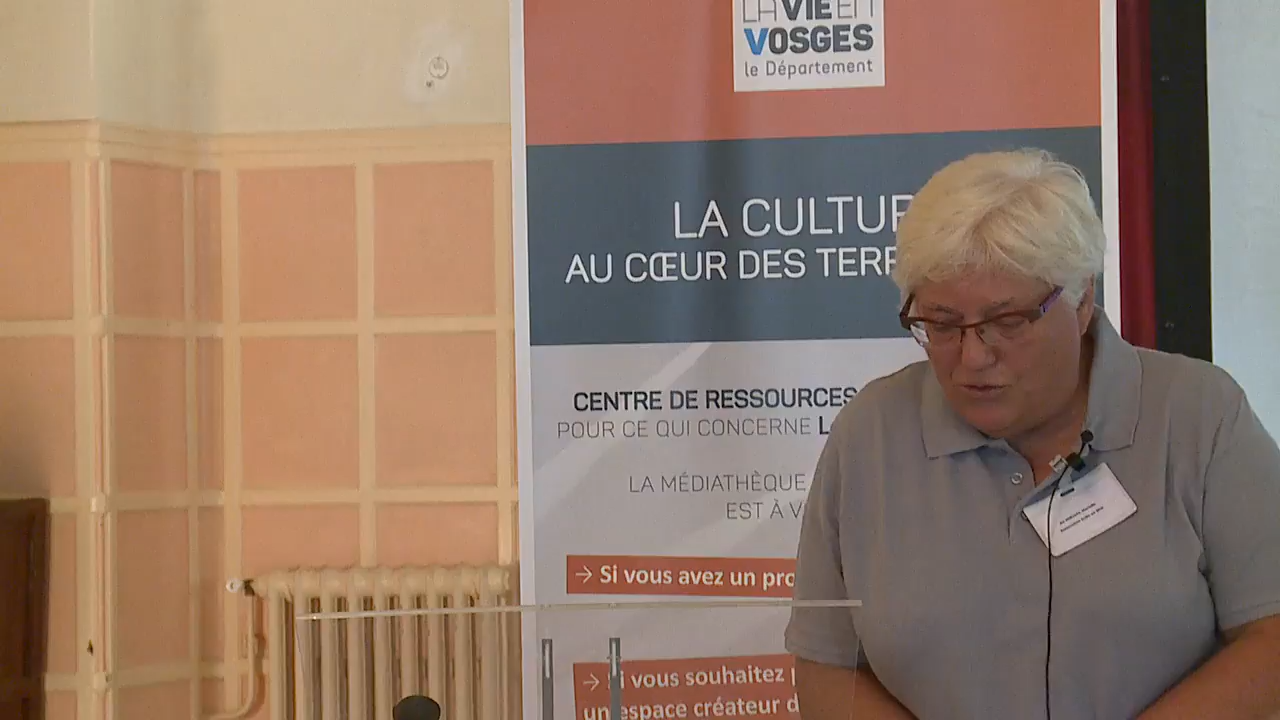 LA VIE EN
VOSGES
le Département
LA CULTUR
AU CŒUR DES TERR
CENTRE DE RESSOURCES
POUR CE QUI CONCERNE L
LA MÉDIATHÈQUE
EST À V
→ Si vous avez un pro
→ Si vous souhaitez p
un espace créateur d